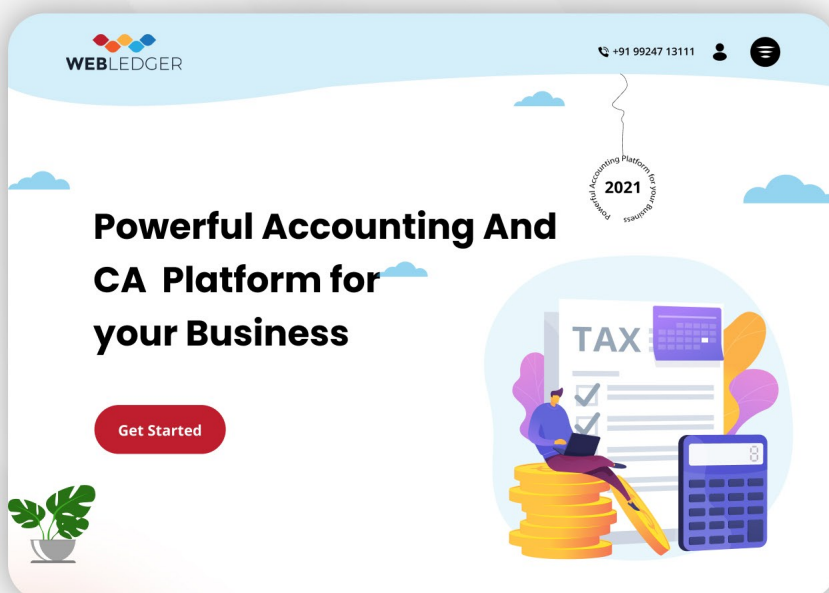 WEBLEDGER
+91 99247 13111
Powerful Accounting Platform for your Business
2021
Powerful Accounting And
CA Platform for
your Business
TAX
8
Get Started